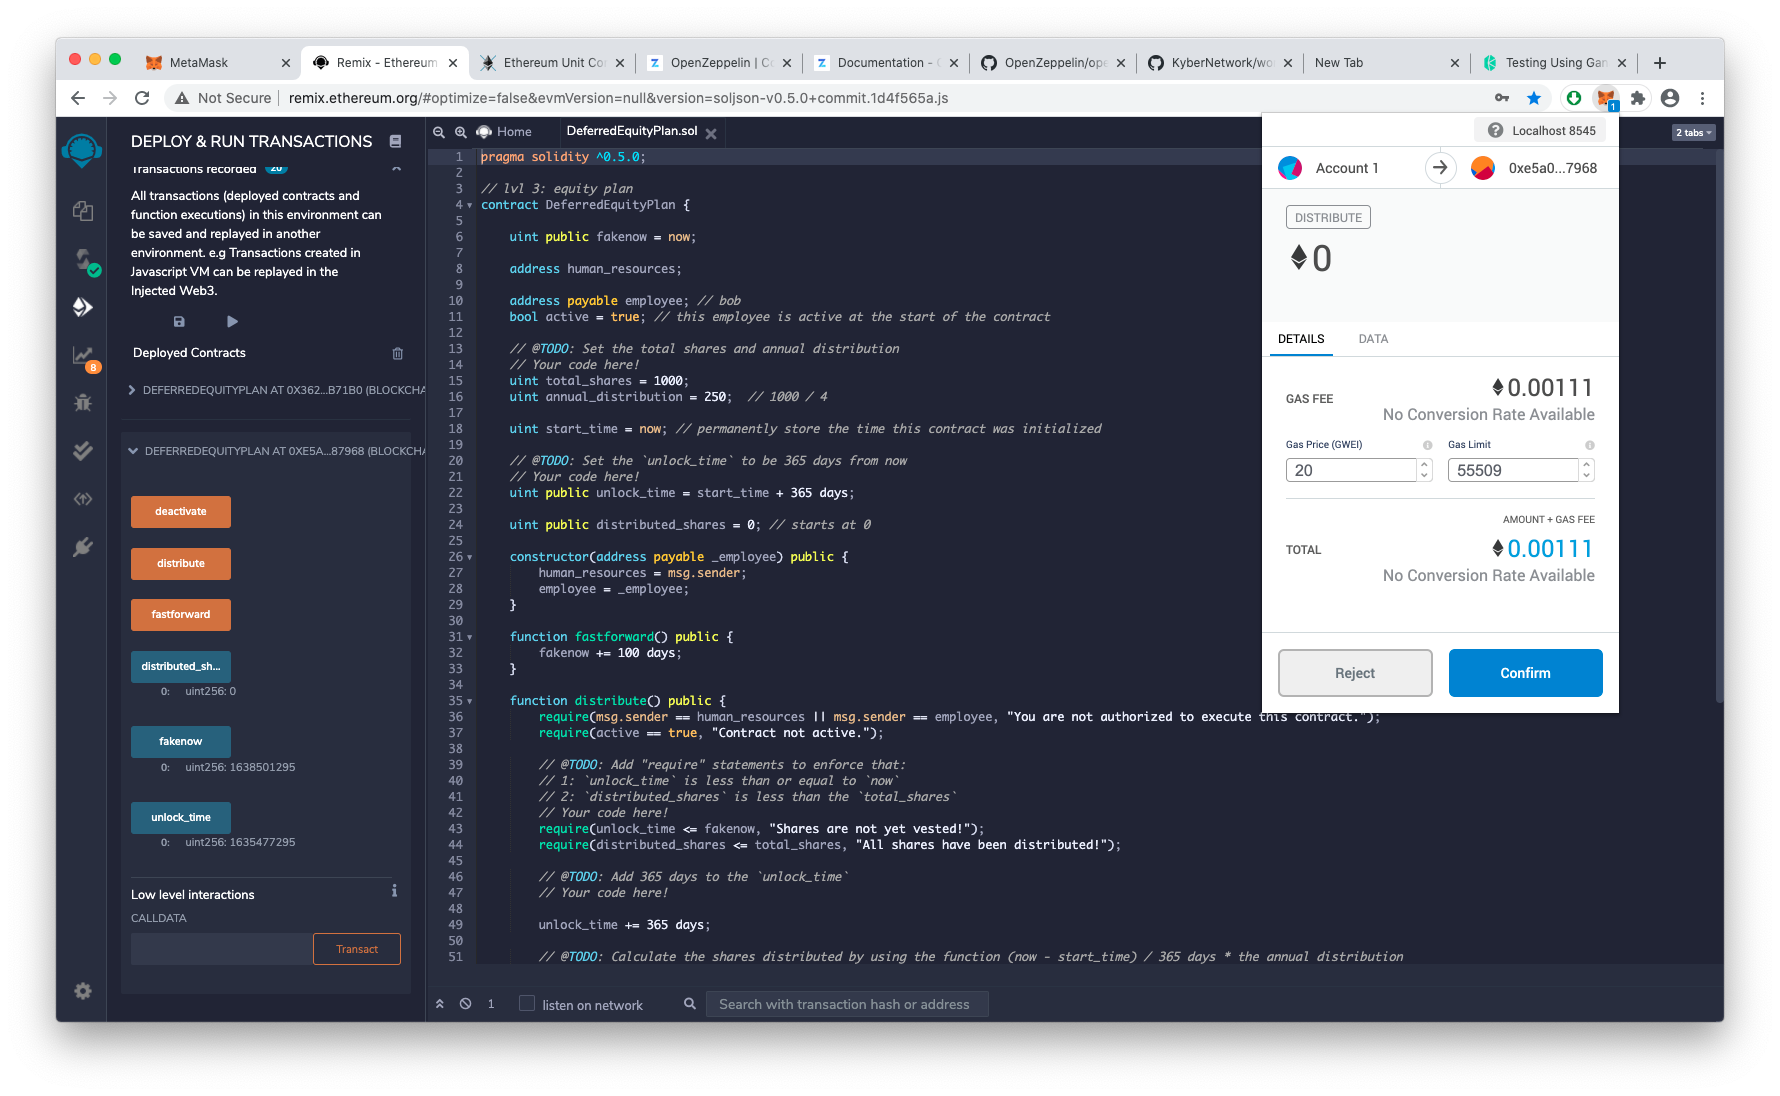 MetaMask
Remix - Ethereum
Ethereum Unit Co
OpenZeppelin | C
Documentation -
OpenZeppelin/ope
KyberNetwork/wo
New Tab
Testing Using Gan
Not Secure
remix.ethereum.org/#optimize=false&evmVersion=null&version=soljson-v0.5.0+commit.1d4f565a.js
1
DEPLOY & RUN TRANSACTIONS
Transactions recorded 20
All transactions (deployed contracts and
function executions) in this environment can
be saved and replayed in another
environment. e.g Transactions created in
Javascript VM can be replayed in the
Injected Web3.
8
Deployed Contracts
DEFERREDEQUITYPLAN AT 0X362...B71B0 (BLOCKCHA
DEFERREDEQUITYPLAN AT 0XE5A...87968 (BLOCKCHA
deactivate
distribute
fastforward
distributed_sh...
0: uint256: 0
fakenow
0: uint256: 1638501295
unlock_time
0: uint256: 1635477295
Low level interactions
CALLDATA
Transact
Home
DeferredEquityPlan.sol
2 tabs
1 pragma solidity ^0.5.0;
2
3 // lvl 3: equity plan
4 contract DeferredEquityPlan {
5
6 uint public fakenow = now;
7
8 address human_resources;
9
10 address payable employee; // bob
11 bool active = true; // this employee is active at the start of the contract
12
13 // @TODO: Set the total shares and annual distribution
14 // Your code here!
15 uint total_shares = 1000;
16 uint annual_distribution = 250; // 1000 / 4
17
18 uint start_time = now; // permanently store the time this contract was initialized
19
20 // @TODO: Set the `unlock_time` to be 365 days from now
21 // Your code here!
22 uint public unlock_time = start_time + 365 days;
23
24 uint public distributed_shares = 0; // starts at 0
25
26 constructor(address payable _employee) public {
27 human_resources = msg.sender;
28 employee = _employee;
29 }
30
31 function fastforward() public {
32 fakenow += 100 days;
33 }
34
35 function distribute() public {
36 require(msg.sender == human_resources || msg.sender == employee, "You are not authorized to execute this contract.");
37 require(active == true, "Contract not active.");
38
39 // @TODO: Add "require" statements to enforce that:
40 // 1: `unlock_time` is less than or equal to `now`
41 // 2: `distributed_shares` is less than the `total_shares`
42 // Your code here!
43 require(unlock_time <= fakenow, "Shares are not yet vested!");
44 require(distributed_shares <= total_shares, "All shares have been distributed!");
45
46 // @TODO: Add 365 days to the `unlock_time`
47 // Your code here!
48
49 unlock_time += 365 days;
50
51 // @TODO: Calculate the shares distributed by using the function (now - start_time) / 365 days * the annual distribution
1
listen on network
Search with transaction hash or address
Localhost 8545
Account 1
0xe5a0...7968
DISTRIBUTE
0
DETAILS
DATA
GAS FEE
0.00111
No Conversion Rate Available
Gas Price (GWEI)
Gas Limit
20
55509
AMOUNT + GAS FEE
TOTAL
0.00111
No Conversion Rate Available
Reject
Confirm